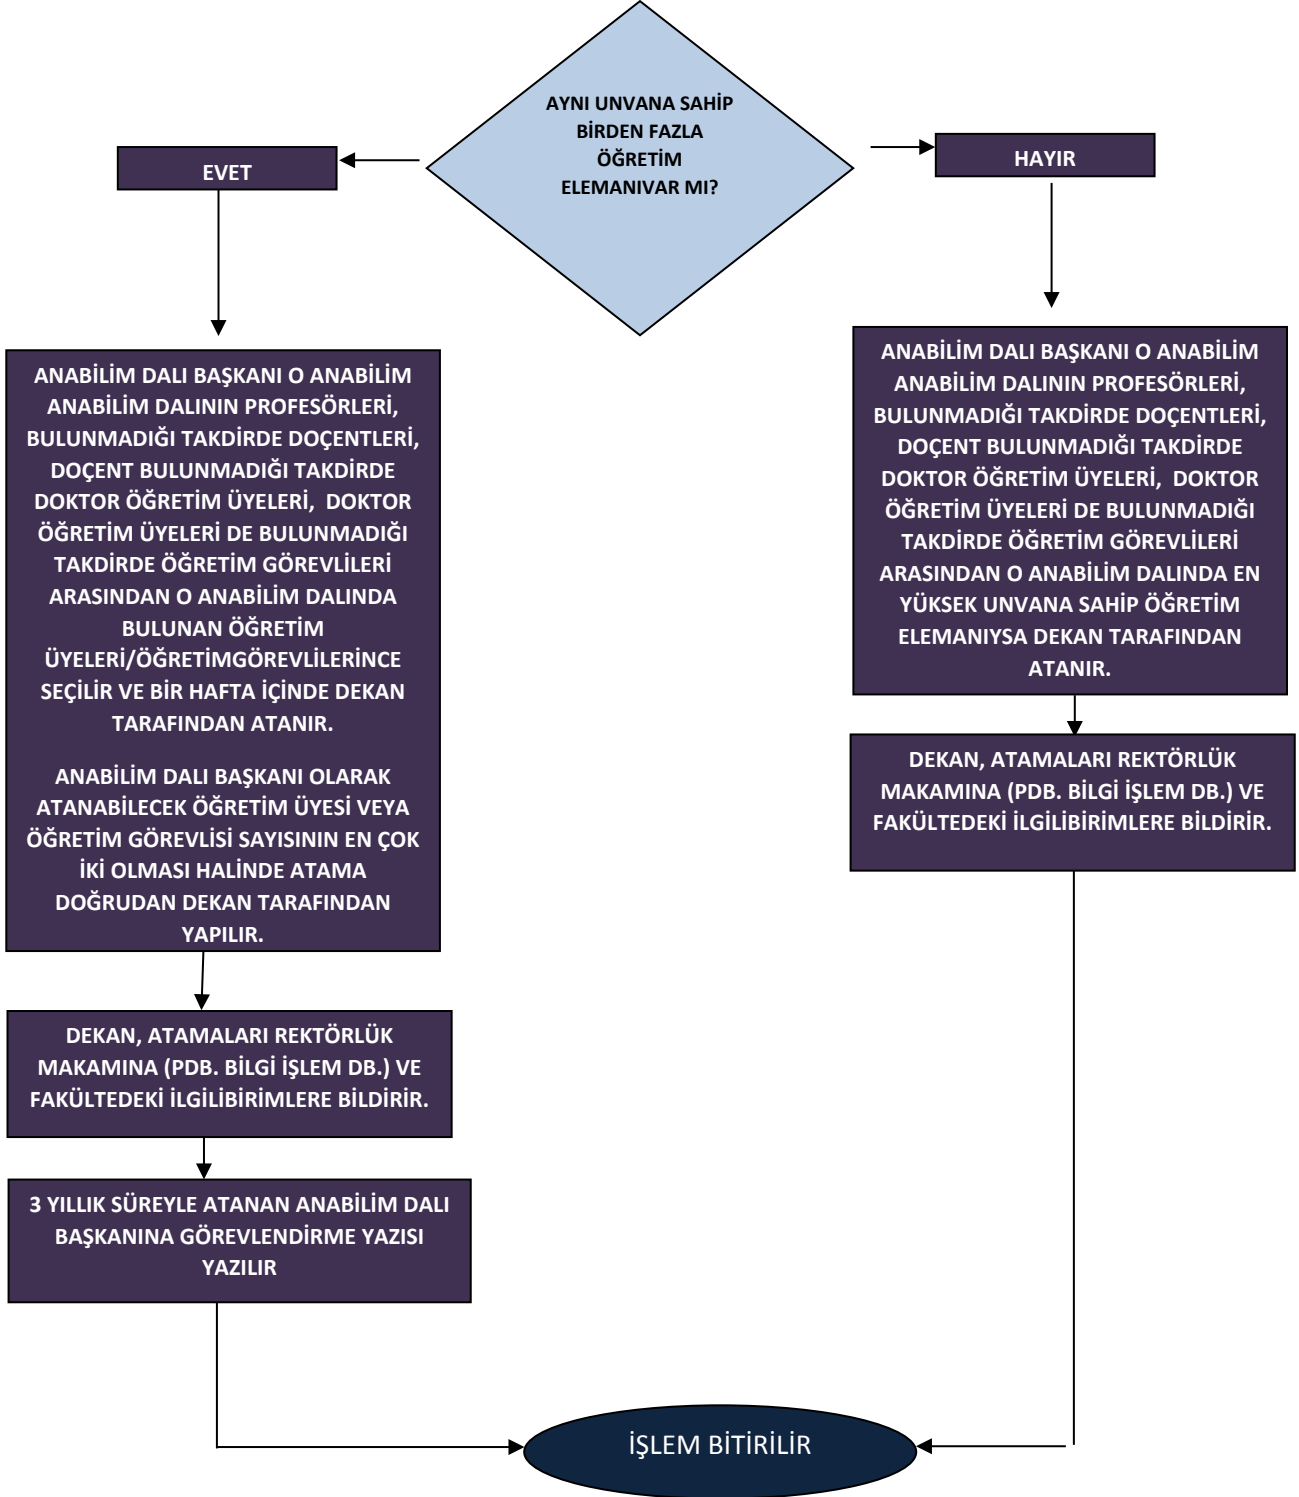 AYNI UNVANA SAHİP
BİRDEN FAZLA
ÖĞRETİM
ELEMANIVAR MI?
EVET
HAYIR
ANABİLİM DALI BAŞKANI O ANABİLİM
ANABİLİM DALININ PROFESÖRLERİ,
BULUNMADIĞI TAKDİRDE DOÇENTLERİ,
DOÇENT BULUNMADIĞI TAKDİRDE
DOKTOR ÖĞRETİM ÜYELERİ,  DOKTOR
ÖĞRETİM ÜYELERİ DE BULUNMADIĞI
TAKDİRDE ÖĞRETİM GÖREVLİLERİ
ARASINDAN O ANABİLİM DALINDA
BULUNAN ÖĞRETİM
ÜYELERİ/ÖĞRETİMGÖREVLİLERİNCE
SEÇİLİR VE BİR HAFTA İÇİNDE DEKAN
TARAFINDAN ATANIR.
ANABİLİM DALI BAŞKANI OLARAK
ATANABİLECEK ÖĞRETİM ÜYESİ VEYA
ÖĞRETİM GÖREVLİSİ SAYISININ EN ÇOK
İKİ OLMASI HALİNDE ATAMA
DOĞRUDAN DEKAN TARAFINDAN
YAPILIR.
DEKAN, ATAMALARI REKTÖRLÜK
MAKAMINA (PDB. BİLGİ İŞLEM DB.) VE
FAKÜLTEDEKİ İLGİLİBİRİMLERE BİLDİRİR.
3 YILLIK SÜREYLE ATANAN ANABİLİM DALI
BAŞKANINA GÖREVLENDİRME YAZISI
YAZILIR
ANABİLİM DALI BAŞKANI O ANABİLİM
ANABİLİM DALININ PROFESÖRLERİ,
BULUNMADIĞI TAKDİRDE DOÇENTLERİ,
DOÇENT BULUNMADIĞI TAKDİRDE
DOKTOR ÖĞRETİM ÜYELERİ,  DOKTOR
ÖĞRETİM ÜYELERİ DE BULUNMADIĞI
TAKDİRDE ÖĞRETİM GÖREVLİLERİ
ARASINDAN O ANABİLİM DALINDA EN
YÜKSEK UNVANA SAHİP ÖĞRETİM
ELEMANIYSA DEKAN TARAFINDAN
ATANIR.
DEKAN, ATAMALARI REKTÖRLÜK
MAKAMINA (PDB. BİLGİ İŞLEM DB.) VE
FAKÜLTEDEKİ İLGİLİBİRİMLERE BİLDİRİR.
İŞLEM BİTİRİLİR